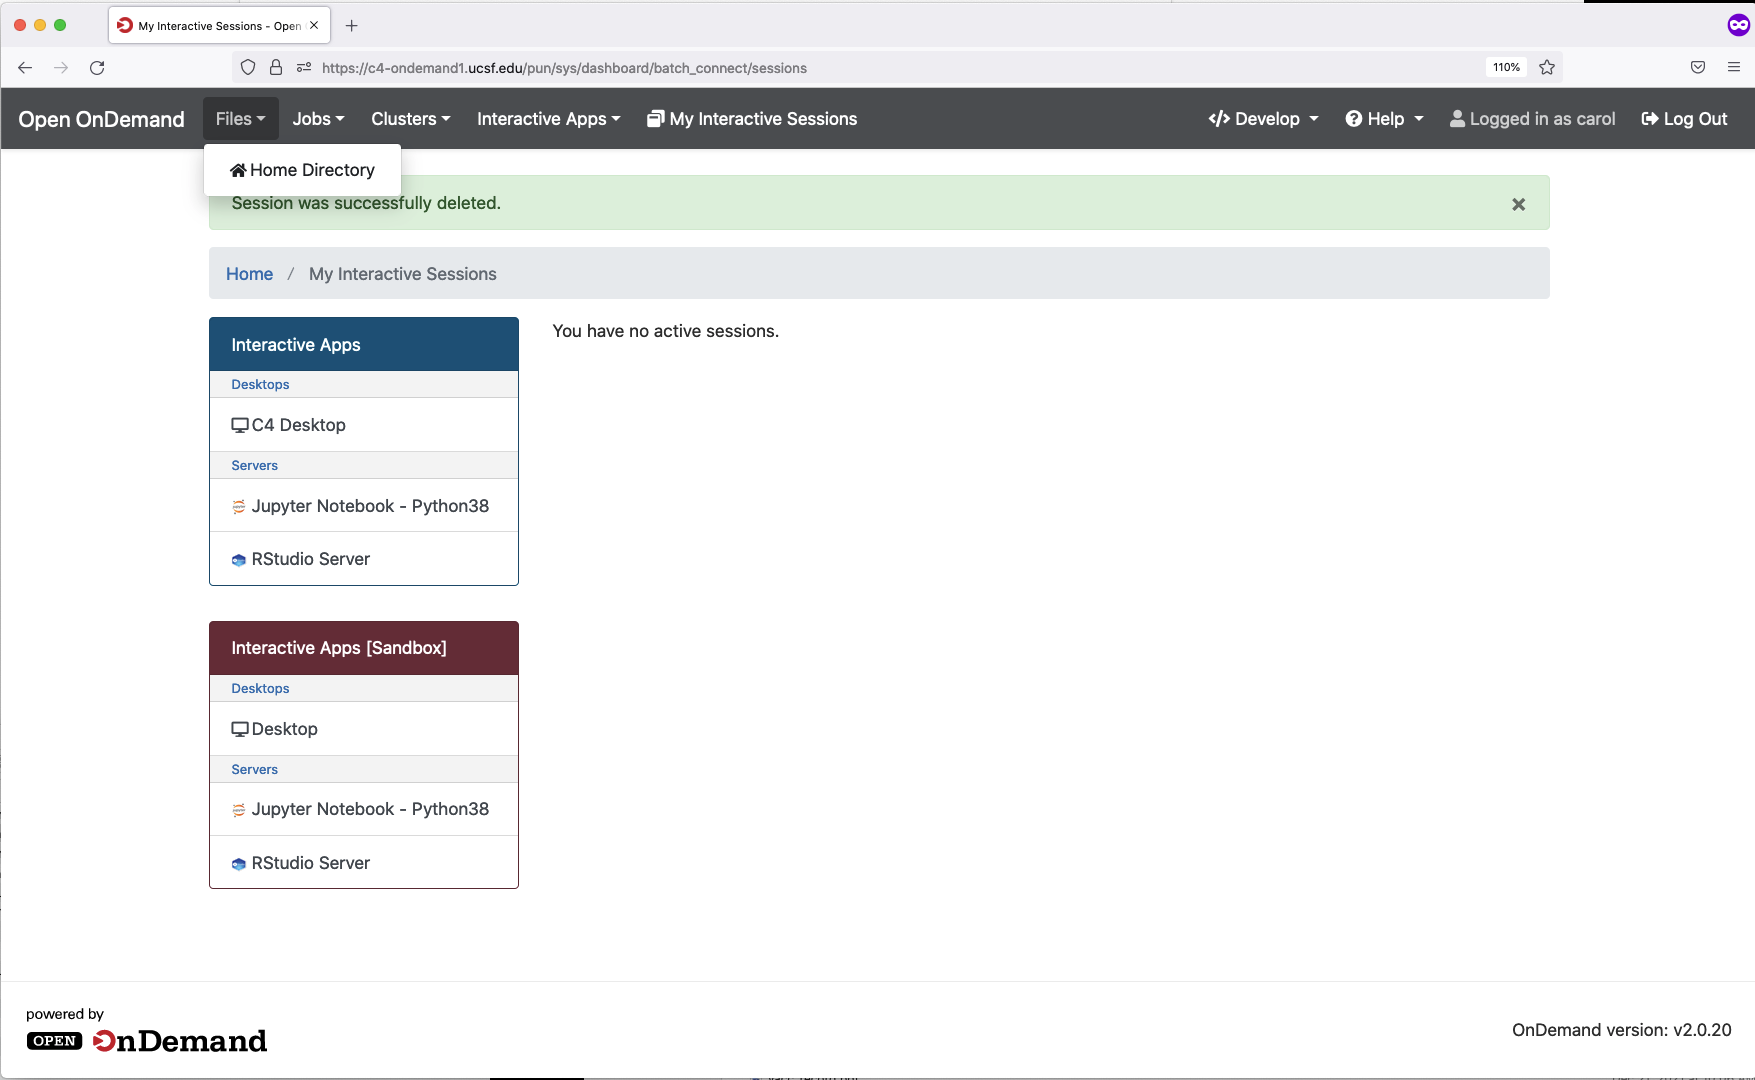 My Interactive Sessions - Open
https://c4-ondemand1.ucsf.edu/pun/sys/dashboard/batch_connect/sessions
110%
Open OnDemand Files Jobs Clusters Interactive Apps My Interactive Sessions Develop Help Logged in as carol Log Out
Home Directory
Session was successfully deleted.
Home / My Interactive Sessions
Interactive Apps
Desktops
C4 Desktop
Servers
Jupyter Notebook - Python38
RStudio Server
You have no active sessions.
Interactive Apps [Sandbox]
Desktops
Desktop
Servers
Jupyter Notebook - Python38
RStudio Server
powered by
OPEN OnDemand
OnDemand version: v2.0.20